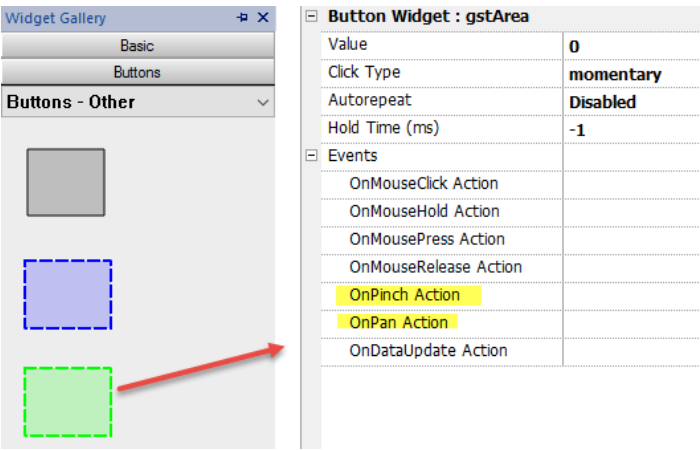 Widget Gallery
Basic
Buttons
Buttons - Other
Button Widget : gstArea
Value 0
Click Type momentary
Autorepeat Disabled
Hold Time (ms) -1
Events
OnMouseClick Action
OnMouseHold Action
OnMousePress Action
OnMouseRelease Action
OnPinch Action
OnPan Action
OnDataUpdate Action